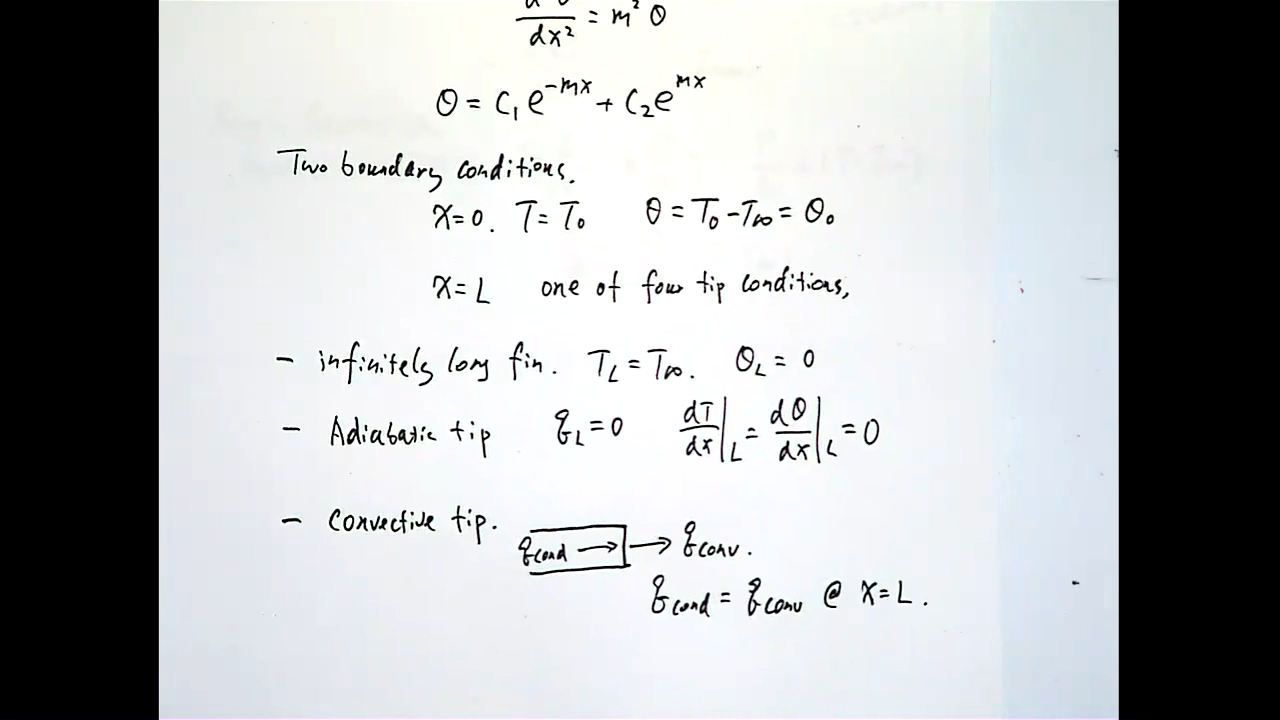 d²θ/dx² = m²θ
θ = C₁e^{-mx} + C₂e^{mx}
Two boundary conditions.
x=0. T=T₀ θ = T₀-T∞ = θ₀
x=L one of four tip conditions,
- infinitely long fin. T_L = T∞. θ_L = 0
- Adiabatic tip q_L=0 dT/dx|_L = dθ/dx|_L = 0
- Convective tip.
q_cond → → q_conv.
q_cond = q_conv @ x=L.